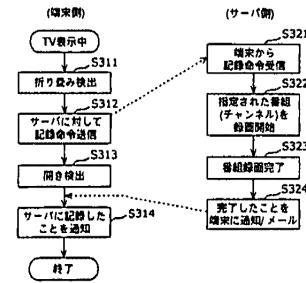 (端末側)
TV表示中
S311
折り畳み検出
S312
サーバに対して
記録命令送信
S313
開き検出
S314
サーバに記録した
ことを通知
終了
(サーバ側)
S321
端末から
記録命令受信
S322
指定された番組
(チャンネル)を
録画開始
S323
番組録画完了
S324
完了したことを
端末に通知/メール